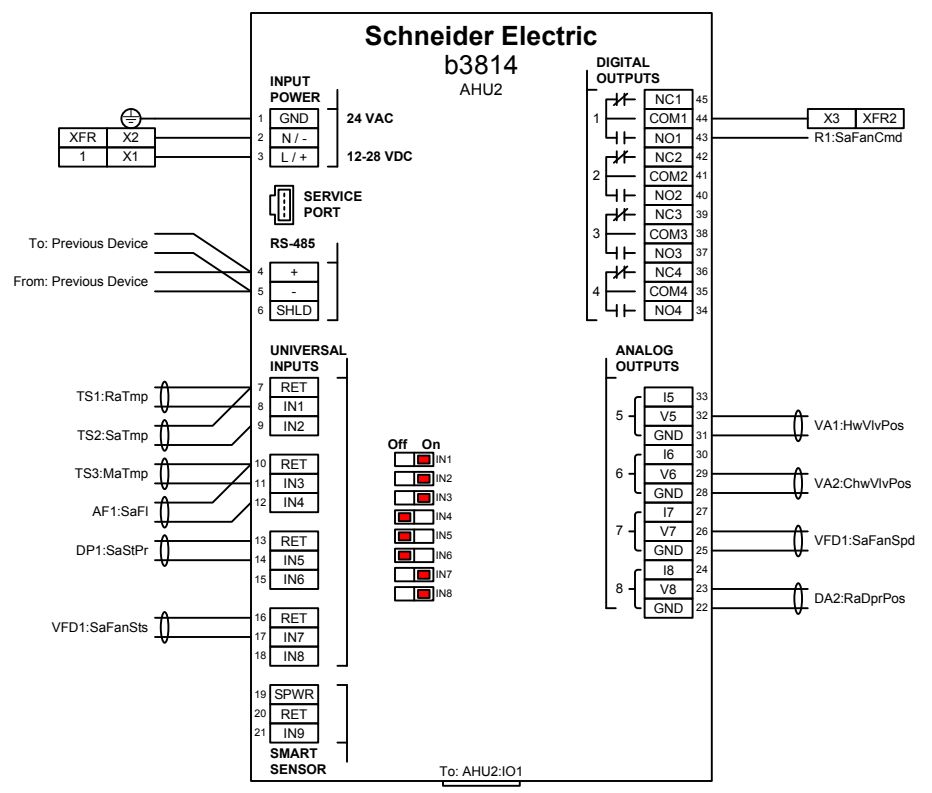 Schneider Electric
b3814
AHU2
INPUT
POWER
1 GND 24 VAC
XFR X2 2 N / -
1 X1 3 L / + 12-28 VDC
SERVICE
PORT
RS-485
To: Previous Device
4 +
From: Previous Device
5 -
6 SHLD
UNIVERSAL
INPUTS
7 RET
TS1:RaTmp
8 IN1
9 IN2
TS2:SaTmp
10 RET
TS3:MaTmp
11 IN3
12 IN4
AF1:SaFl
13 RET
DP1:SaStPr
14 IN5
15 IN6
16 RET
VFD1:SaFanSts
17 IN7
18 IN8
19 SPWR
20 RET
21 IN9
SMART
SENSOR
Off On
IN1
IN2
IN3
IN4
IN5
IN6
IN7
IN8
DIGITAL
OUTPUTS
NC1 45
1 COM1 44 X3 XFR2
NO1 43 R1:SaFanCmd
NC2 42
2 COM2 41
NO2 40
NC3 39
3 COM3 38
NO3 37
NC4 36
4 COM4 35
NO4 34
ANALOG
OUTPUTS
I5 33
5 V5 32
VA1:HwVlvPos
GND 31
I6 30
6 V6 29
VA2:ChwVlvPos
GND 28
I7 27
7 V7 26
VFD1:SaFanSpd
GND 25
I8 24
8 V8 23
DA2:RaDprPos
GND 22
To: AHU2:IO1